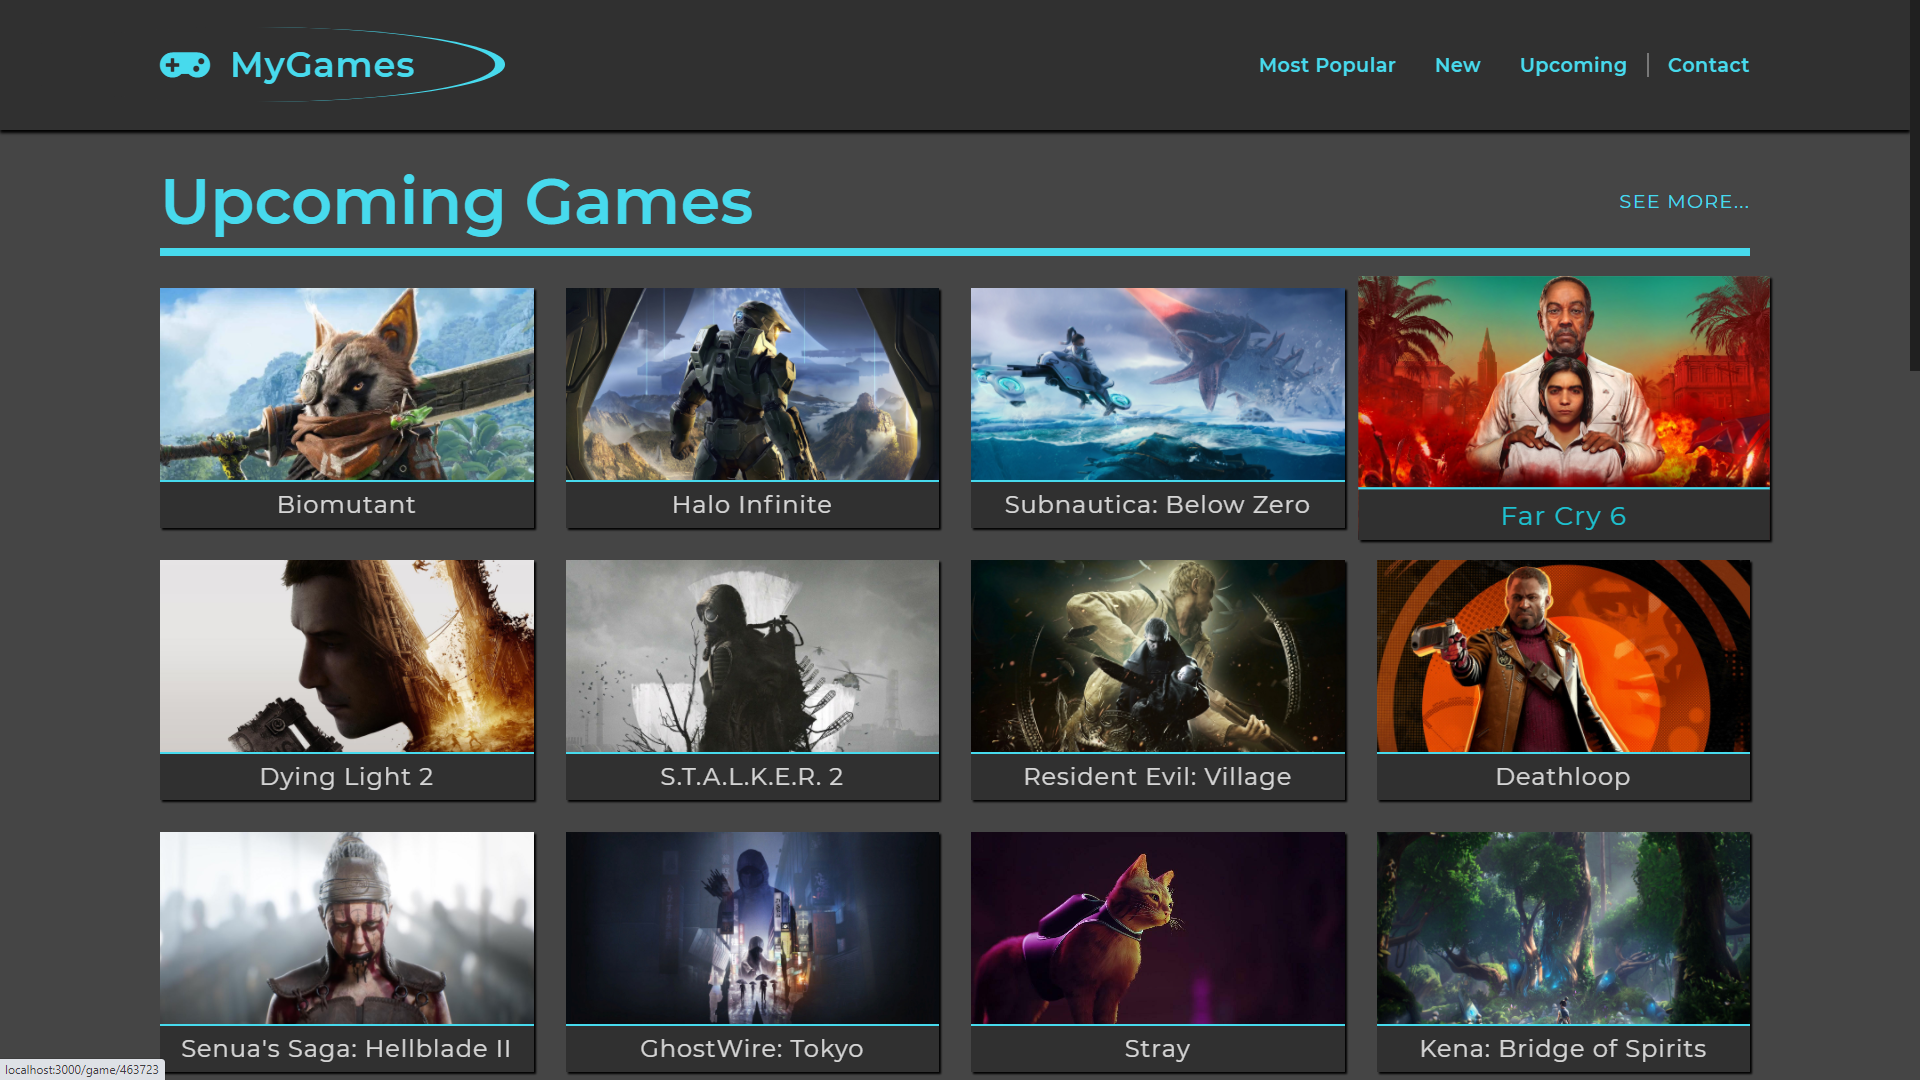 MyGames
Most Popular
New
Upcoming
Contact
Upcoming Games
SEE MORE...
Biomutant
Halo Infinite
Subnautica: Below Zero
Far Cry 6
Dying Light 2
S.T.A.L.K.E.R. 2
Resident Evil: Village
Deathloop
Senua's Saga: Hellblade II
GhostWire: Tokyo
Stray
Kena: Bridge of Spirits
localhost:3000/game/463723